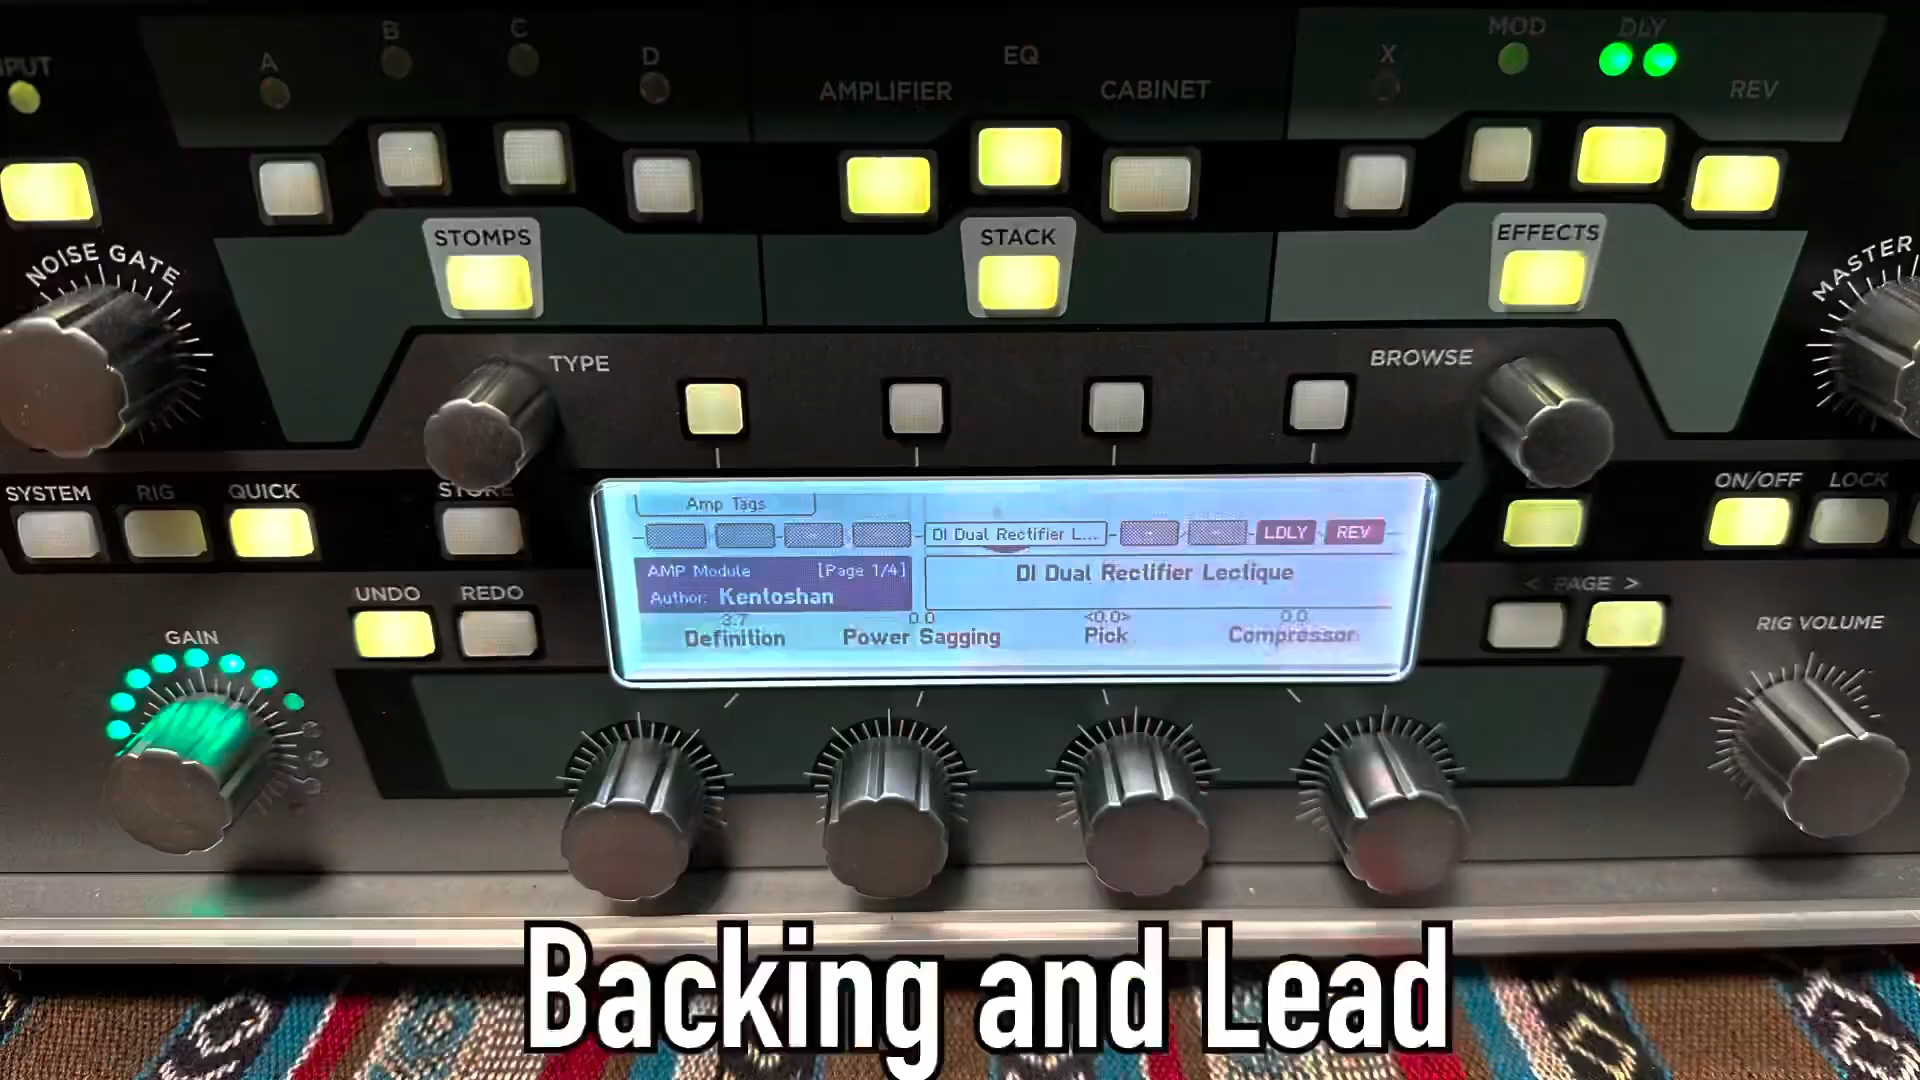 MOD
DLY
B
C
EQ
A
D
X
AMPLIFIER
CABINET
REV
STOMPS
STACK
EFFECTS
NOISE GATE
MASTER
TYPE
BROWSE
SYSTEM
RIG
QUICK
ON/OFF
LOCK
Amp Tags
DI Dual Rectifier L...
LDLY
REV
AMP Module
[Page 1/4]
DI Dual Rectifier Lectique
Author: Kentoshan
3.7
0.0
<0.0>
0.0
Definition
Power Sagging
Pick
Compressor
UNDO
REDO
< PAGE >
GAIN
RIG VOLUME
Backing and Lead